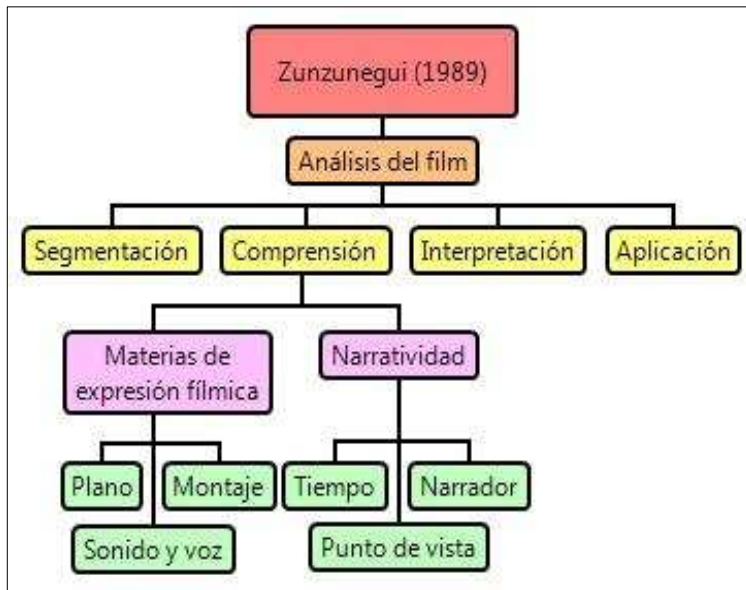 Zunzunegui (1989)
Análisis del film
Segmentación
Comprensión
Interpretación
Aplicación
Materias de
expresión fílmica
Narratividad
Plano
Montaje
Tiempo
Narrador
Sonido y voz
Punto de vista